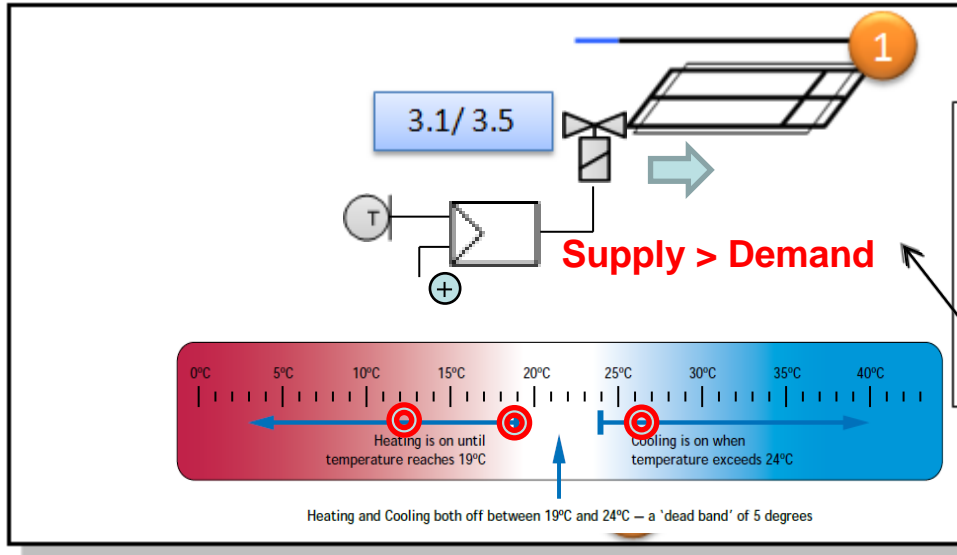 1
3.1/ 3.5
T
Supply > Demand
+
0ºC 5ºC 10ºC 15ºC 20ºC 25ºC 30ºC 35ºC 40ºC
Heating is on until
temperature reaches 19ºC
Cooling is on when
temperature exceeds 24ºC
Heating and Cooling both off between 19ºC and 24ºC – a ‘dead band’ of 5 degrees